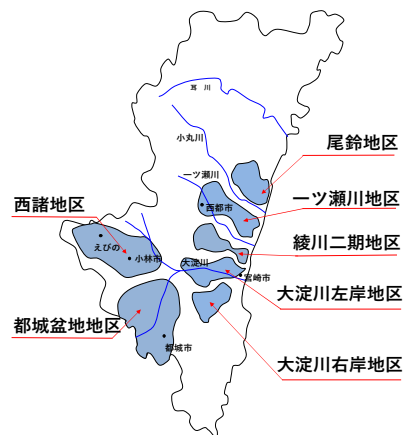 耳川
小丸川
尾鈴地区
一ツ瀬川
一ツ瀬川地区
西都市
西諸地区
綾川二期地区
えびの
小林市
大淀川
宮崎市
大淀川左岸地区
都城盆地地区
都城市
大淀川右岸地区